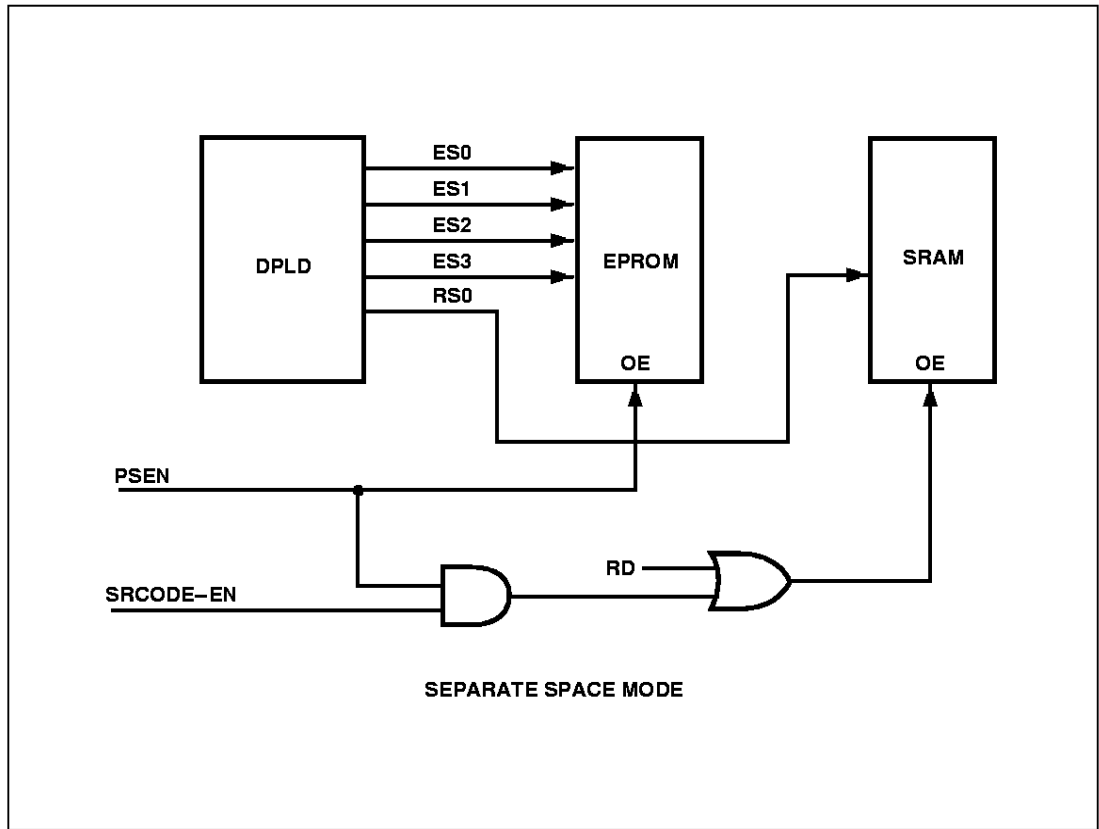 ES0
ES1
ES2
ES3
RS0
DPLD
EPROM
OE
SRAM
OE
PSEN
RD
SRCODE–EN
SEPARATE SPACE MODE